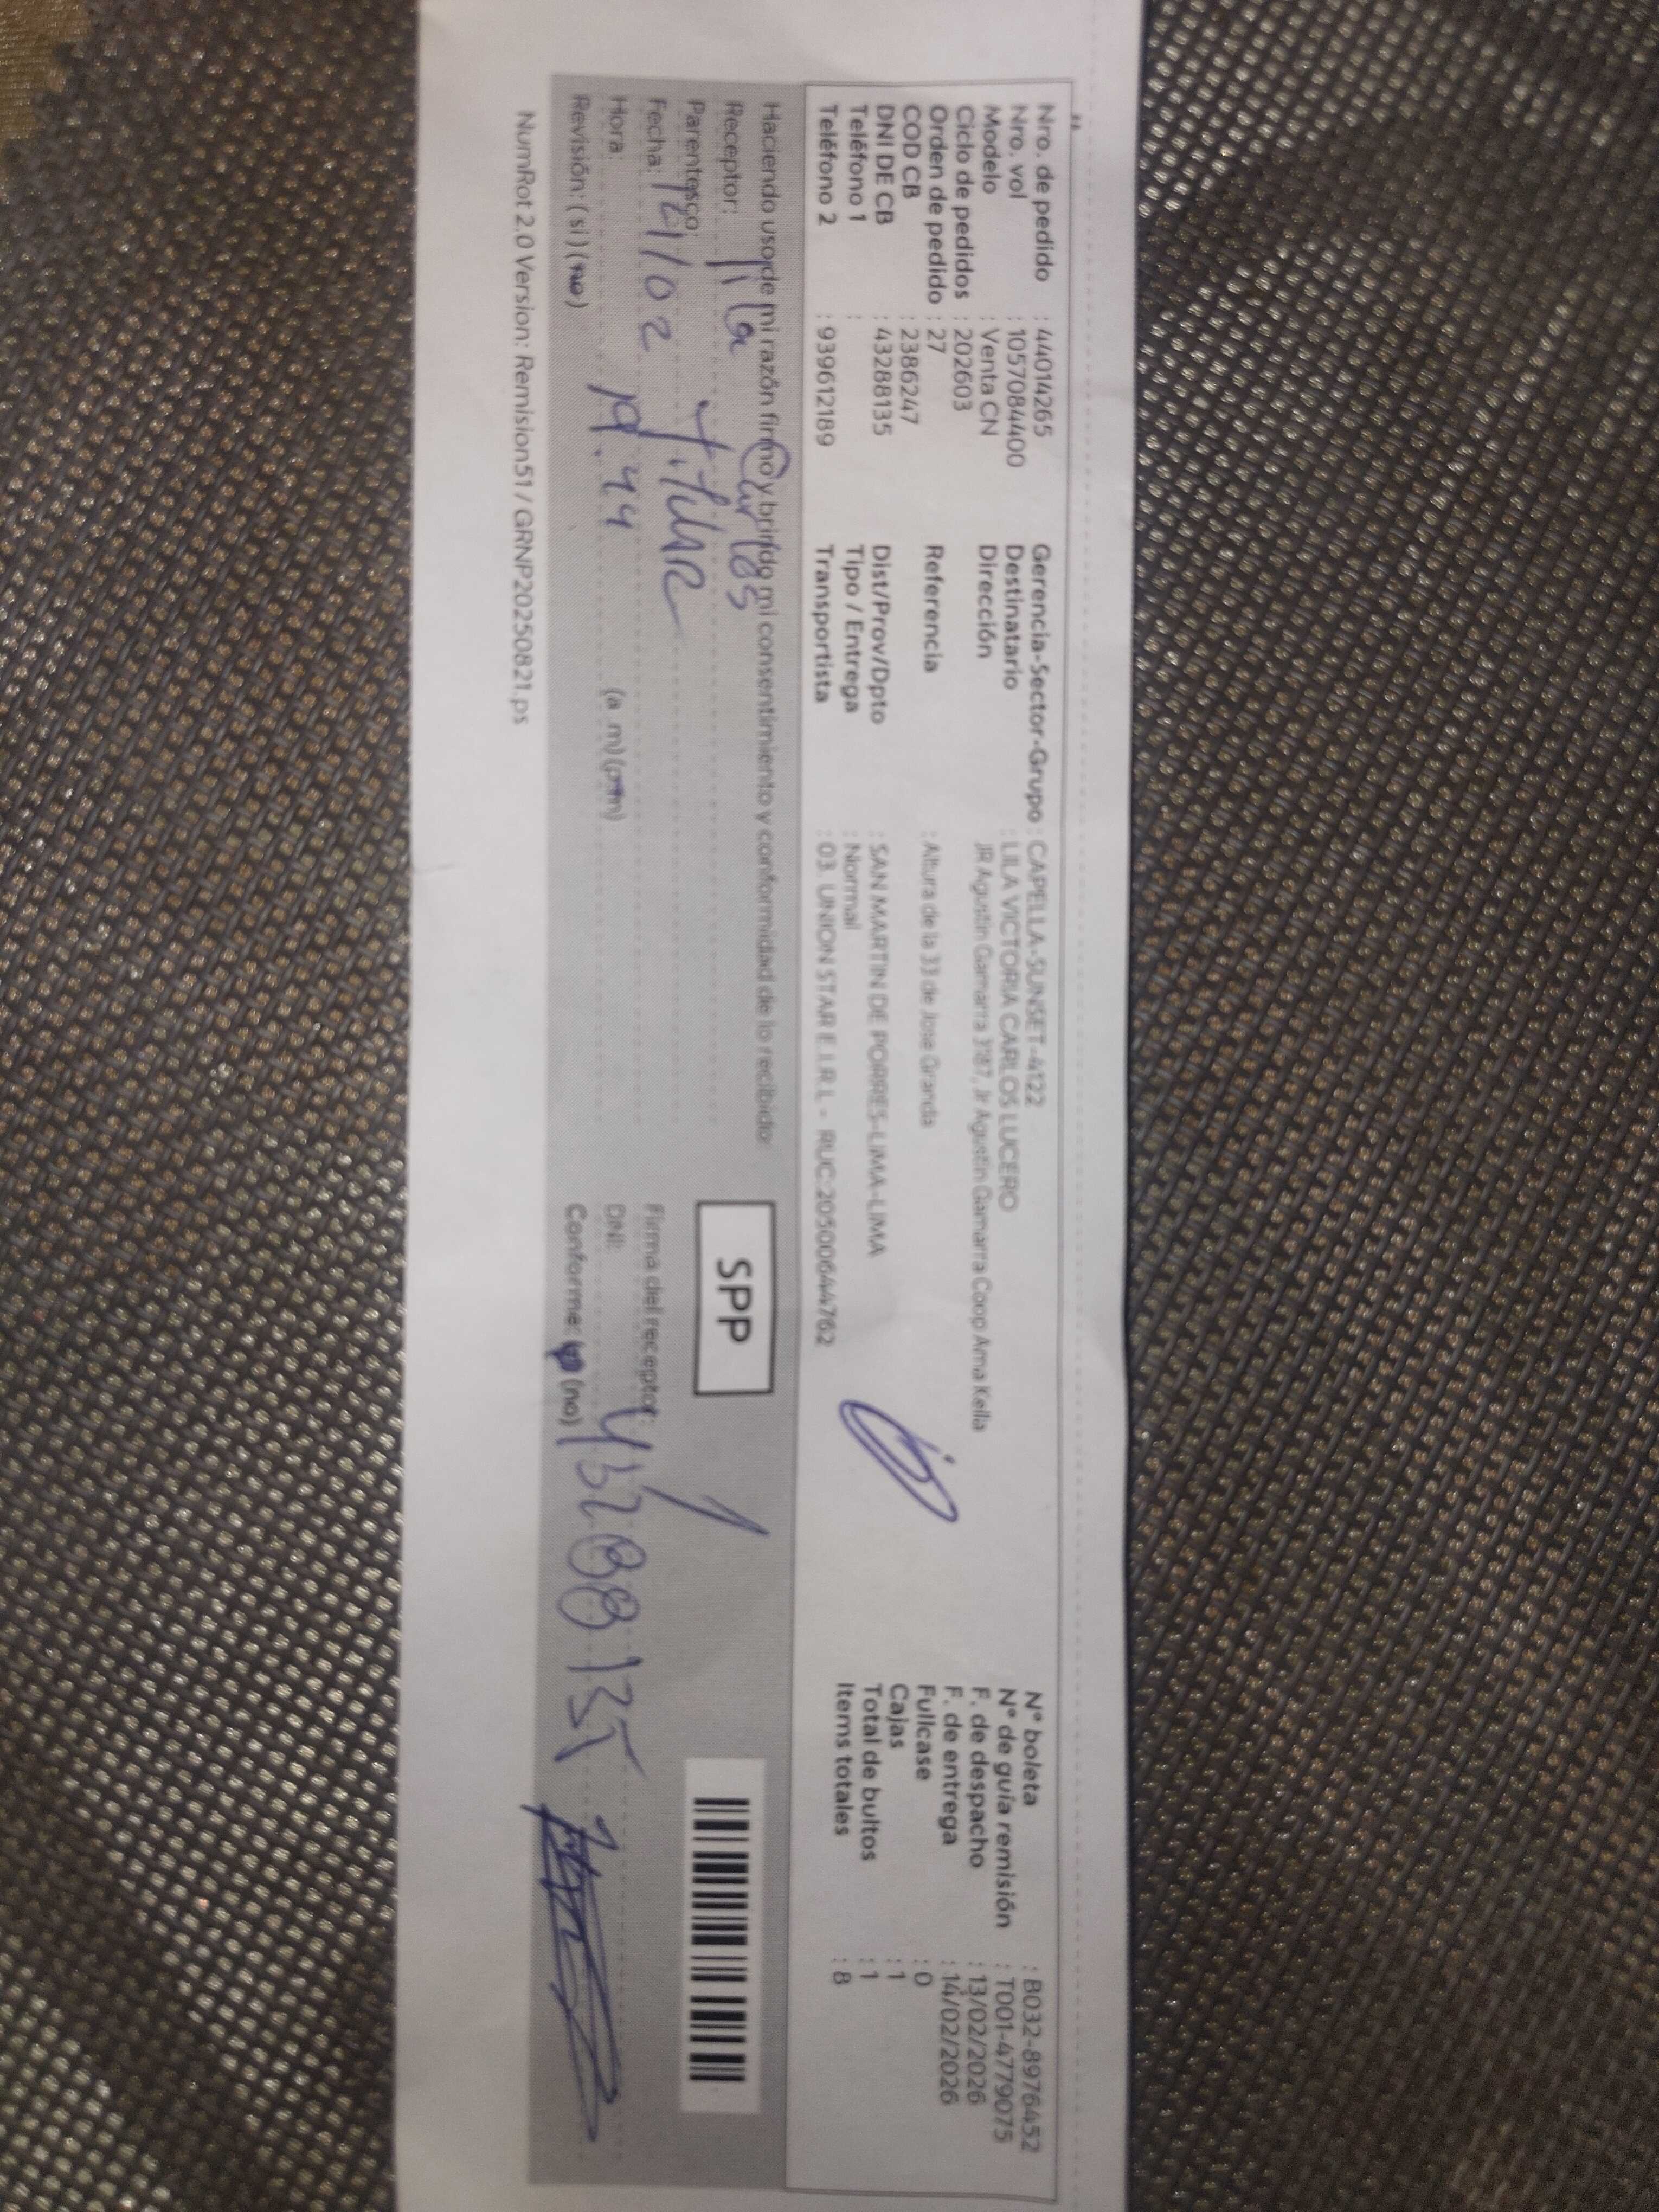 Nro. de pedido : 44014265
Nro. vol : 1057084400
Modelo : Venta CN
Ciclo de pedidos : 202603
Orden de pedido : 27
COD CB : 2386247
DNI DE CB : 43288135
Teléfono 1 :
Teléfono 2 : 939612189
Gerencia-Sector-Grupo : CAPELLA-SUNSET-4122
Destinatario : LILA VICTORIA CARLOS LUCERO
Dirección JR Agustin Gamarra 3787, Jr Agustin Gamarra Coop Ama Kella
Referencia : Altura de la 33 de Jose Granda
Dist/Prov/Dpto : SAN MARTIN DE PORRES-LIMA-LIMA
Tipo / Entrega : Normal
Transportista : 03. UNION STAR E.I.R.L - RUC:20500644762
N° boleta : B032-8976452
N° de guía remisión : T001-4779075
F. de despacho : 13/02/2026
F. de entrega : 14/02/2026
Fullcase : 0
Cajas : 1
Total de bultos : 1
Items totales : 8
Haciendo uso de mi razón firmo y brindo mi consentimiento y conformidad de lo recibido:
Receptor: lila Carlos
Parentesco: titular
Fecha: 14/02
Hora: 19.44 (a m) (pm)
Revisión: ( si ) ( no )
SPP
Firma del receptor:
DNI: 43288135
Conforme: (no)
NumRot 2.0 Version: Remision51 / GRNP20250821.ps